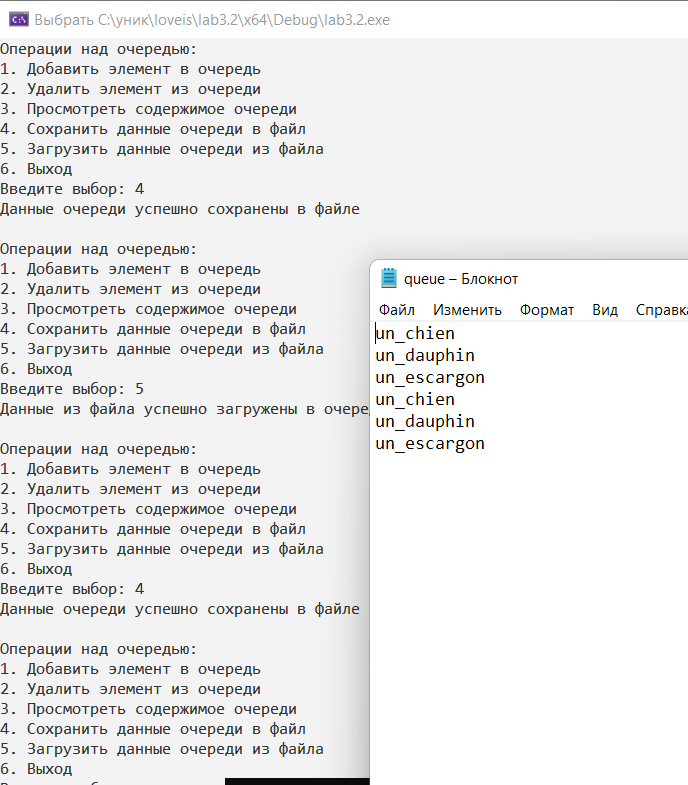 Выбрать C:\уник\loveis\lab3.2\x64\Debug\lab3.2.exe
Операции над очередью:
1. Добавить элемент в очередь
2. Удалить элемент из очереди
3. Просмотреть содержимое очереди
4. Сохранить данные очереди в файл
5. Загрузить данные очереди из файла
6. Выход
Введите выбор: 4
Данные очереди успешно сохранены в файле
Операции над очередью:
1. Добавить элемент в очередь
2. Удалить элемент из очереди
3. Просмотреть содержимое очереди
4. Сохранить данные очереди в файл
5. Загрузить данные очереди из файла
6. Выход
Введите выбор: 5
Данные из файла успешно загружены в
Операции над очередью:
1. Добавить элемент в очередь
2. Удалить элемент из очереди
3. Просмотреть содержимое очереди
4. Сохранить данные очереди в файл
5. Загрузить данные очереди из файла
6. Выход
Введите выбор: 4
Данные очереди успешно сохранены в файле
Операции над очередью:
1. Добавить элемент в очередь
2. Удалить элемент из очереди
3. Просмотреть содержимое очереди
4. Сохранить данные очереди в файл
5. Загрузить данные очереди из файла
6. Выход
queue – Блокнот
Файл Изменить Формат Вид Справка
un_chien
un_dauphin
un_escargon
un_chien
un_dauphin
un_escargon